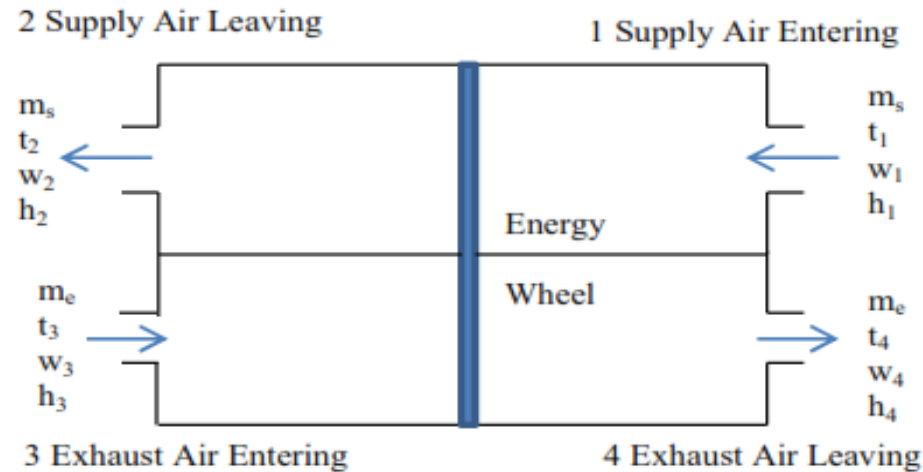 2 Supply Air Leaving
1 Supply Air Entering
mₛ
t₂
w₂
h₂
mₛ
t₁
w₁
h₁
Energy
Wheel
mₑ
t₃
w₃
h₃
mₑ
t₄
w₄
h₄
3 Exhaust Air Entering
4 Exhaust Air Leaving